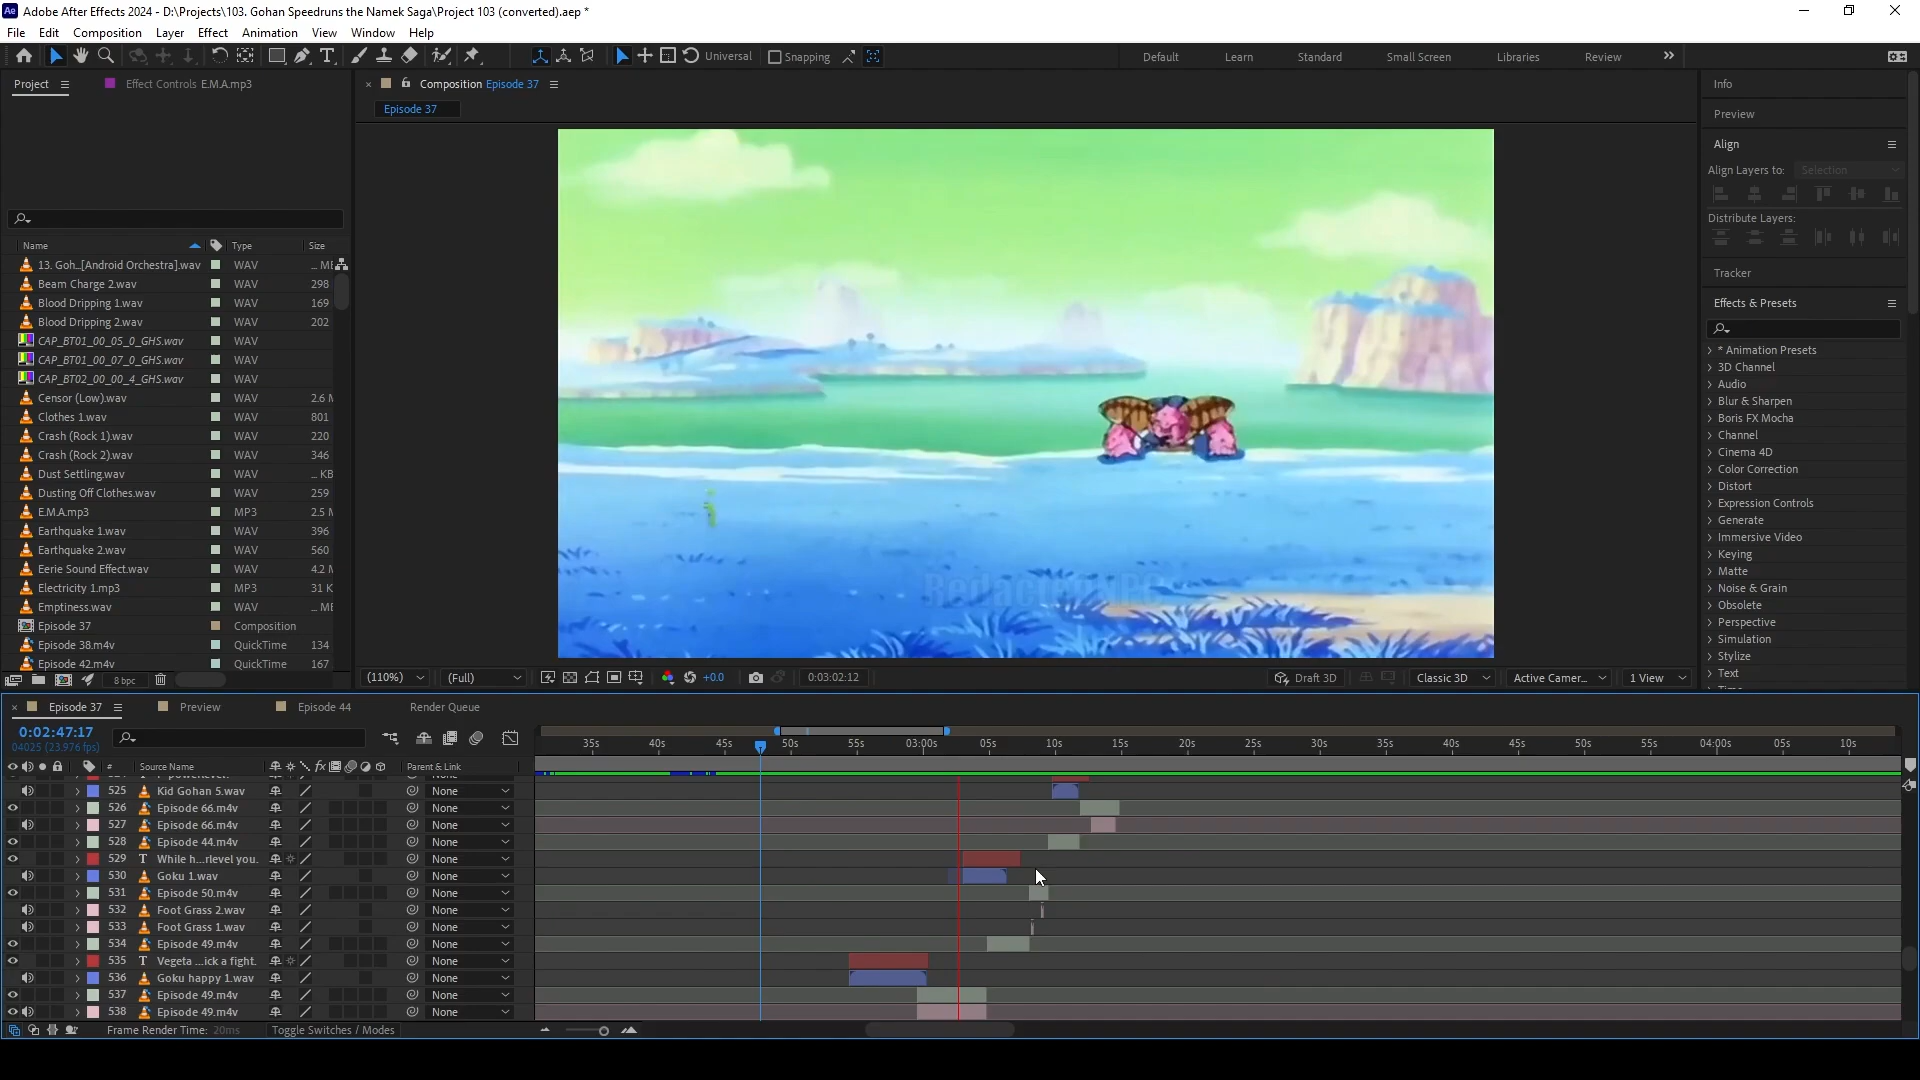 Ae Adobe After Effects 2024 - D:\Projects\103. Gohan Speedruns the Namek Saga\Project 103 (converted).aep *
File Edit Composition Layer Effect Animation View Window Help
Universal Snapping Default Learn Standard Small Screen Libraries Review
Project Effect Controls E.M.A.mp3
Composition Episode 37
Episode 37
Name Type Size
13. Goh...[Android Orchestra].wav WAV
Beam Charge 2.wav WAV 298
Blood Dripping 1.wav WAV 169
Blood Dripping 2.wav WAV 202
CAP_BT01_00_05_0_GHS.wav WAV
CAP_BT01_00_07_0_GHS.wav WAV
CAP_BT02_00_00_4_GHS.wav WAV
Censor (Low).wav WAV 2.6
Clothes 1.wav WAV 801
Crash (Rock 1).wav WAV 220
Crash (Rock 2).wav WAV 346
Dust Settling.wav WAV ... KB
Dusting Off Clothes.wav WAV 259
E.M.A.mp3 MP3 2.5
Earthquake 1.wav WAV 396
Earthquake 2.wav WAV 560
Eerie Sound Effect.wav WAV 4.2
Electricity 1.mp3 MP3 31 K
Emptiness.wav WAV
Episode 37 Composition
Episode 38.m4v QuickTime 134
Episode 42.m4v QuickTime 167
8 bpc
RedactedNPC
(110%) (Full) +0.0 0:03:02:12 Draft 3D Classic 3D Active Camer... 1 View
Info
Preview
Align
Align Layers to: Selection
Distribute Layers:
Tracker
Effects & Presets
* Animation Presets
3D Channel
Audio
Blur & Sharpen
Boris FX Mocha
Channel
Cinema 4D
Color Correction
Distort
Expression Controls
Generate
Immersive Video
Keying
Matte
Noise & Grain
Obsolete
Perspective
Simulation
Stylize
Text
Episode 37 Preview Episode 44 Render Queue
0:02:47:17
04025 (23.976 fps)
35s 40s 45s 50s 55s 03:00s 05s 10s 15s 20s 25s 30s 35s 40s 45s 50s 55s 04:00s 05s 10s
# Source Name Parent & Link
525 Kid Gohan 5.wav None
526 Episode 66.m4v None
527 Episode 66.m4v None
528 Episode 44.m4v None
529 T While h...rlevel you. None
530 Goku 1.wav None
531 Episode 50.m4v None
532 Foot Grass 2.wav None
533 Foot Grass 1.wav None
534 Episode 49.m4v None
535 T Vegeta ...ick a fight. None
536 Goku happy 1.wav None
537 Episode 49.m4v None
538 Episode 49.m4v None
Frame Render Time: 20ms Toggle Switches / Modes